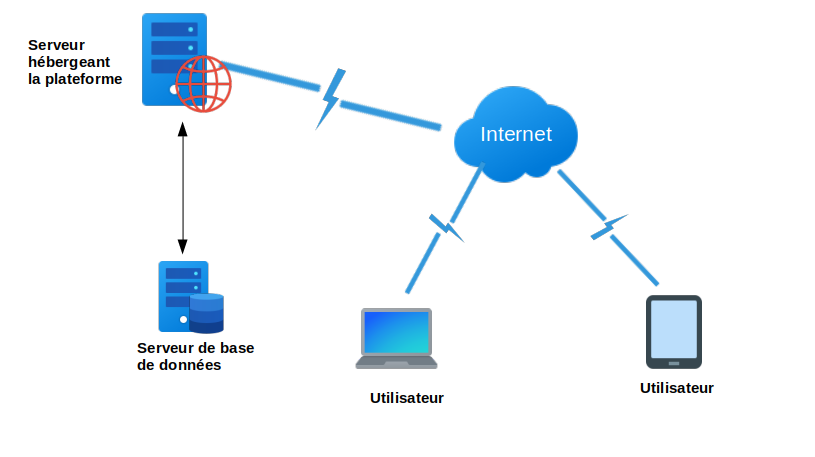 Serveur
hébergeant
la plateforme
Internet
Serveur de base
de données
Utilisateur
Utilisateur